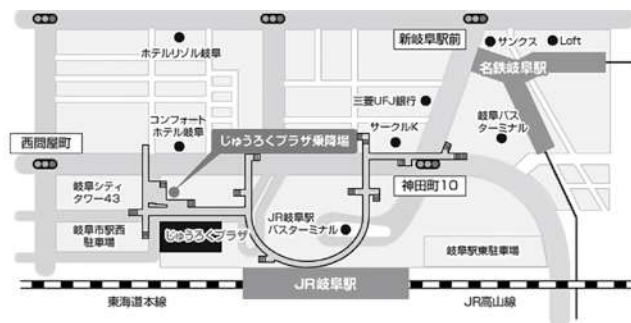 新岐阜駅前
サンクス
Loft
ホテルリゾル岐阜
名鉄岐阜駅
三菱UFJ銀行
コンフォート
ホテル岐阜
じゅうろくプラザ乗降場
サークルK
岐阜バス
ターミナル
西問屋町
神田町10
岐阜シティ
タワー43
岐阜市駅西
駐車場
じゅうろくプラザ
JR岐阜駅
バスターミナル
岐阜駅東駐車場
JR岐阜駅
東海道本線
JR高山線